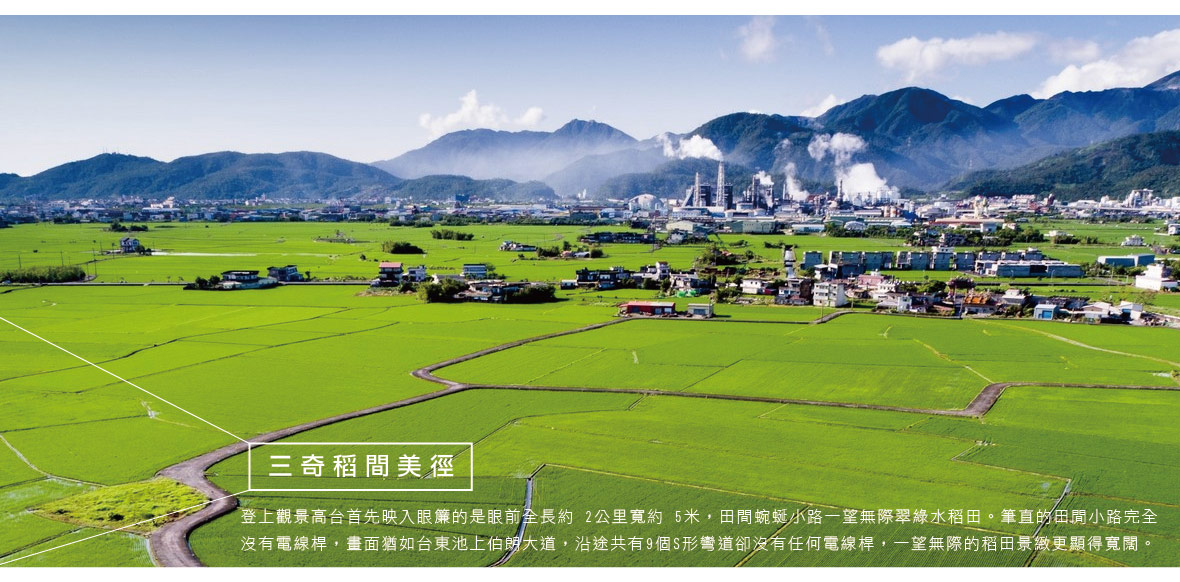 三奇稻間美徑
登上觀景高台首先映入眼簾的是眼前全長約 2公里寬約 5米，田間蜿蜒小路一望無際翠綠水稻田。筆直的田間小路完全
沒有電線桿，畫面猶如台東池上伯朗大道，沿途共有9個S形彎道卻沒有任何電線桿，一望無際的稻田景緻更顯得寬闊。